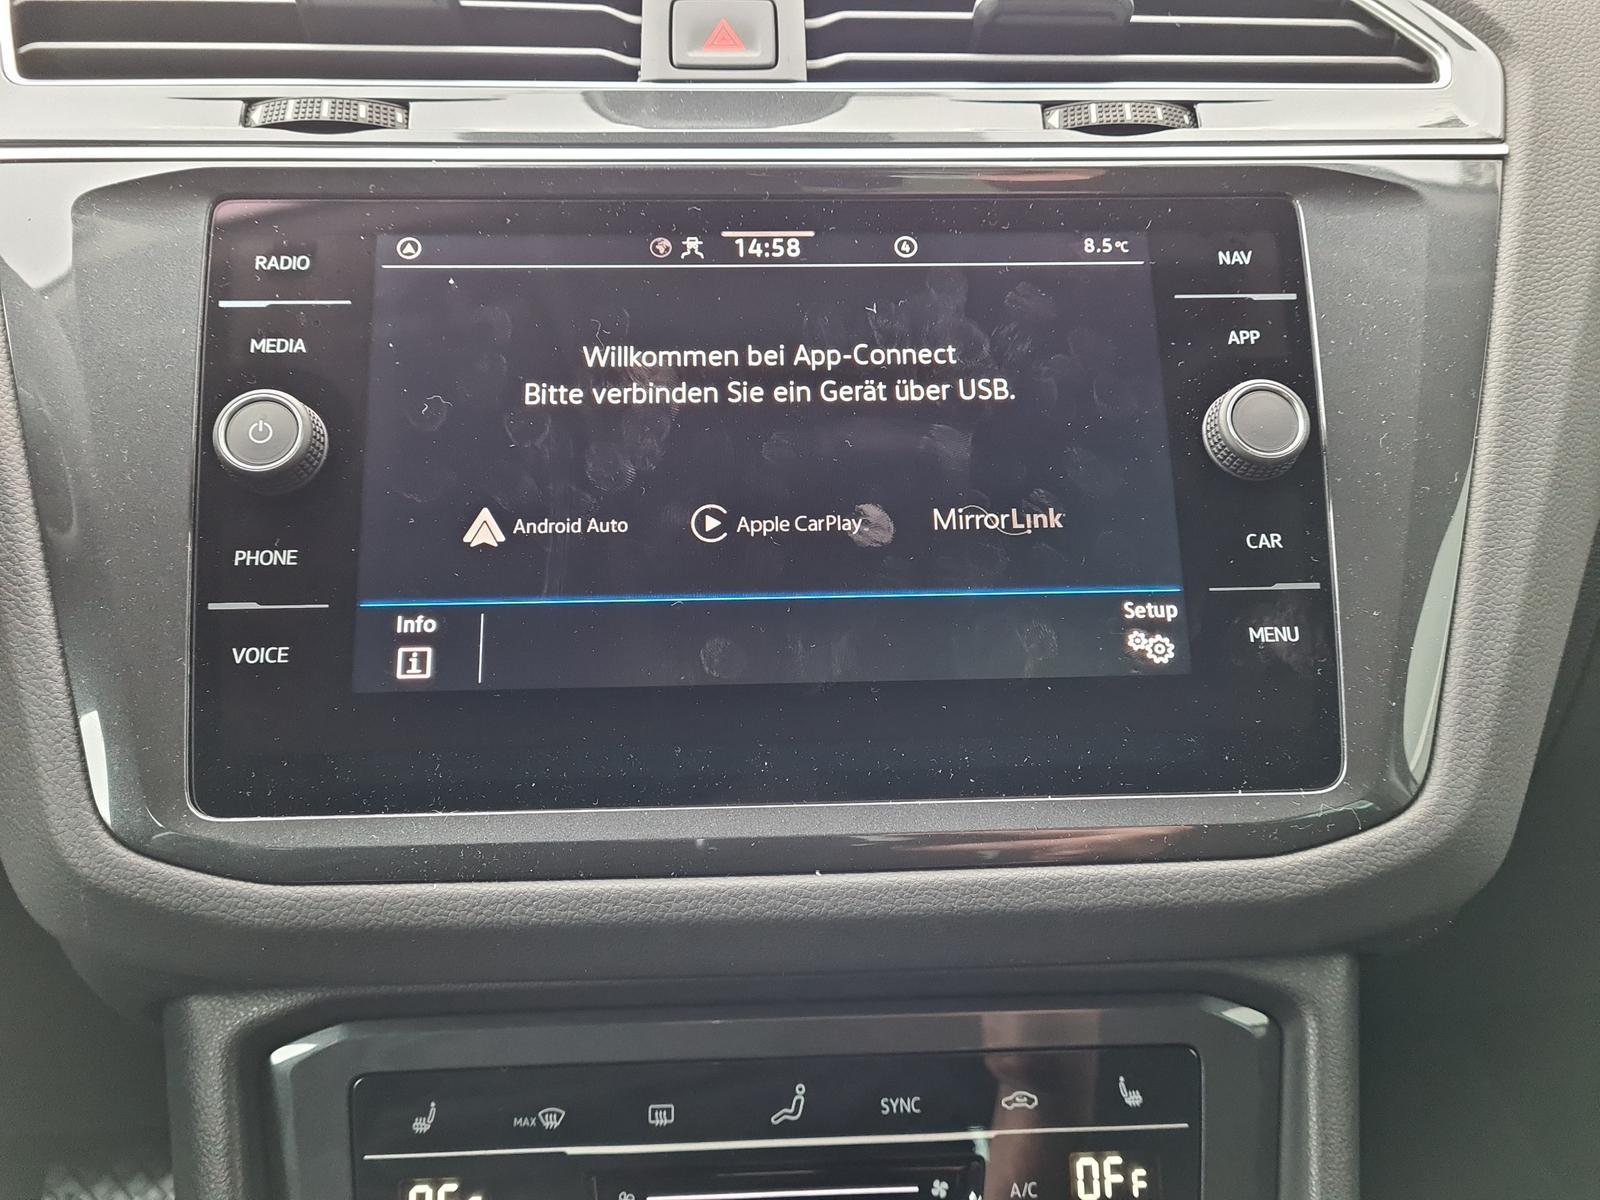 RADIO
14:58
4
8.5°C
NAV
MEDIA
APP
Willkommen bei App-Connect
Bitte verbinden Sie ein Gerät über USB.
Android Auto
Apple CarPlay
MirrorLink
PHONE
CAR
Info
Setup
VOICE
MENU
MAX
SYNC
A/C
OFF